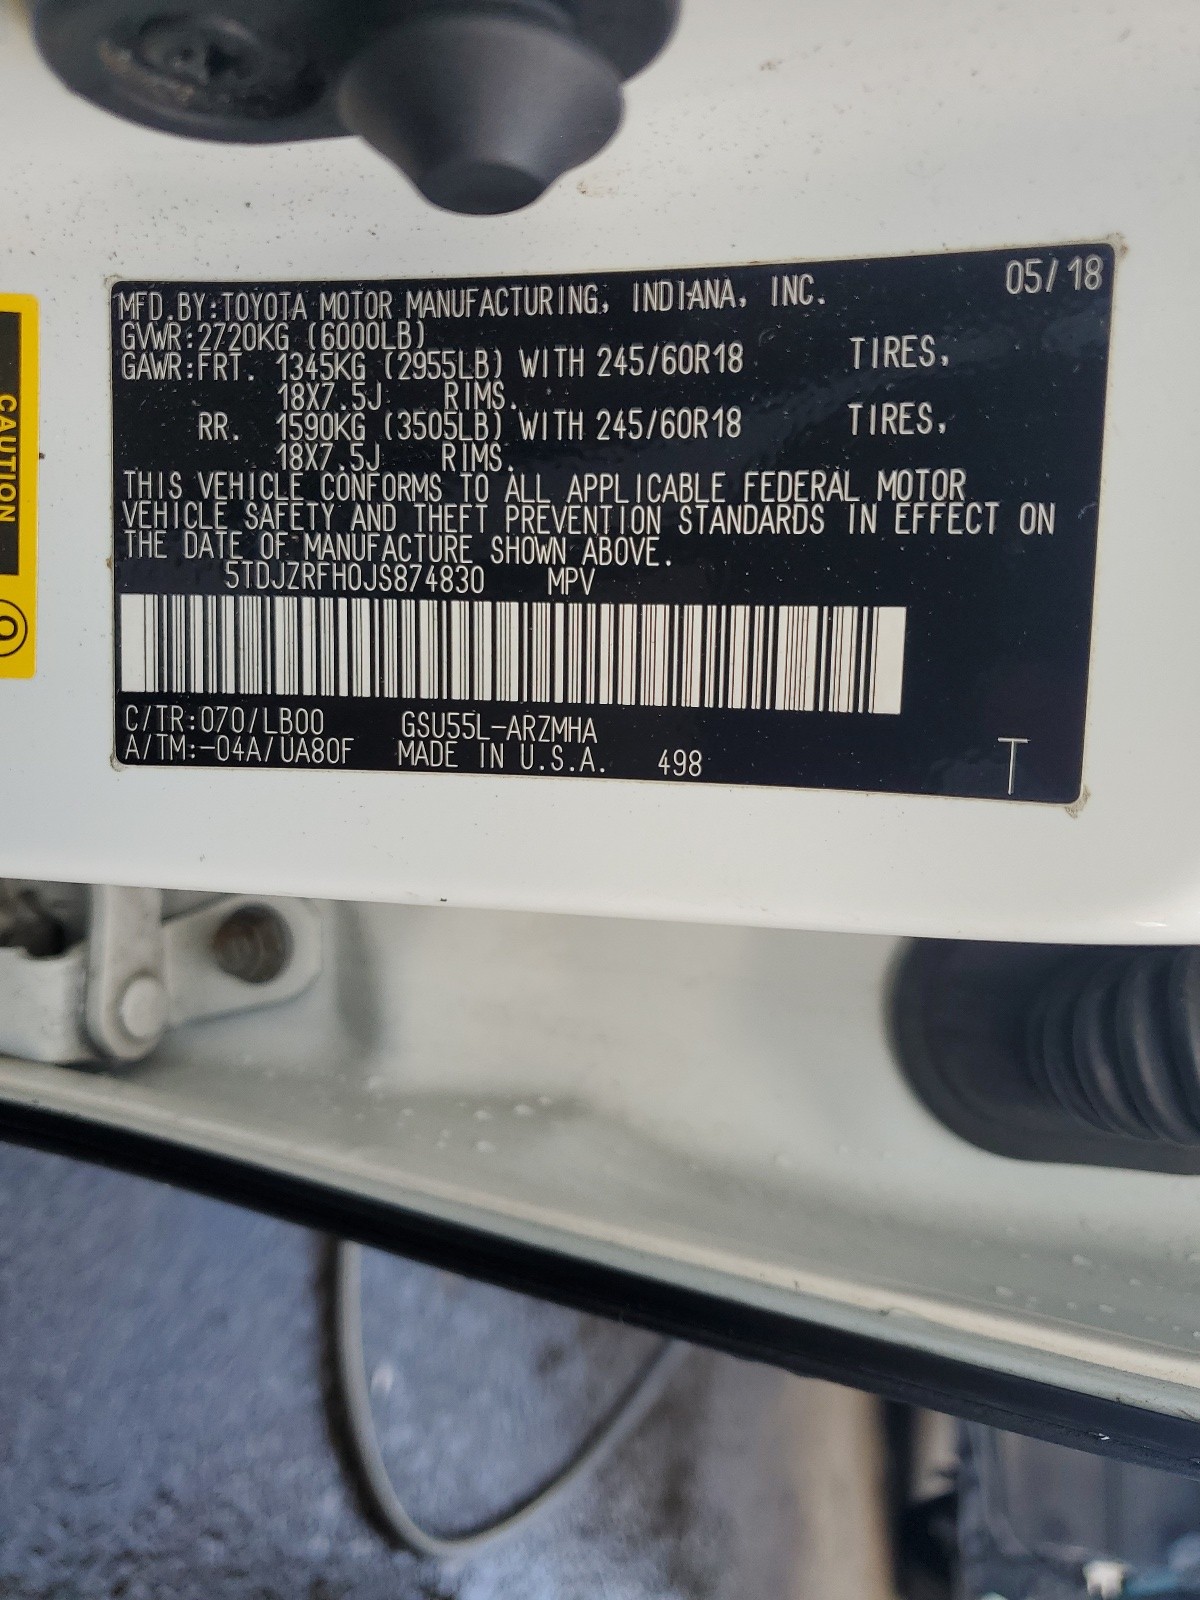 MFD.BY:TOYOTA MOTOR MANUFACTURING, INDIANA, INC. 05/18
GVWR:2720KG (6000LB)
GAWR:FRT. 1345KG (2955LB) WITH 245/60R18 TIRES,
18X7.5J RIMS.
RR. 1590KG (3505LB) WITH 245/60R18 TIRES,
18X7.5J RIMS.
THIS VEHICLE CONFORMS TO ALL APPLICABLE FEDERAL MOTOR
VEHICLE SAFETY AND THEFT PREVENTION STANDARDS IN EFFECT ON
THE DATE OF MANUFACTURE SHOWN ABOVE.
5TDJZRFH0JS874830 MPV
C/TR:070/LB00 GSU55L-ARZMHA
A/TM:-04A/UA80F MADE IN U.S.A. 498 T
CAUTION